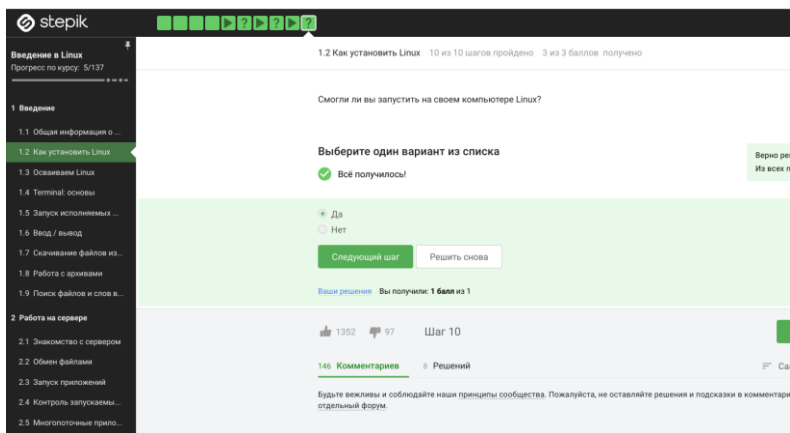 stepik
Введение в Linux
Прогресс по курсу: 5/137
1 Введение
1.1 Общая информация о ...
1.2 Как установить Linux
1.3 Осваиваем Linux
1.4 Terminal: основы
1.5 Запуск исполняемых ...
1.6 Ввод / вывод
1.7 Скачивание файлов из...
1.8 Работа с архивами
1.9 Поиск файлов и слов в...
2 Работа на сервере
2.1 Знакомство с сервером
2.2 Обмен файлами
2.3 Запуск приложений
2.4 Контроль запускаемы...
2.5 Многопоточные прило...
1.2 Как установить Linux 10 из 10 шагов пройдено 3 из 3 баллов получено
Смогли ли вы запустить на своем компьютере Linux?
Выберите один вариант из списка
Всё получилось!
Верно ре
Из всех п
Да
Нет
Следующий шаг Решить снова
Ваши решения Вы получили: 1 балл из 1
1352 97 Шаг 10
146 Комментариев 8 Решений
Са
Будьте вежливы и соблюдайте наши принципы сообщества. Пожалуйста, не оставляйте решения и подсказки в комментари
отдельный форум.